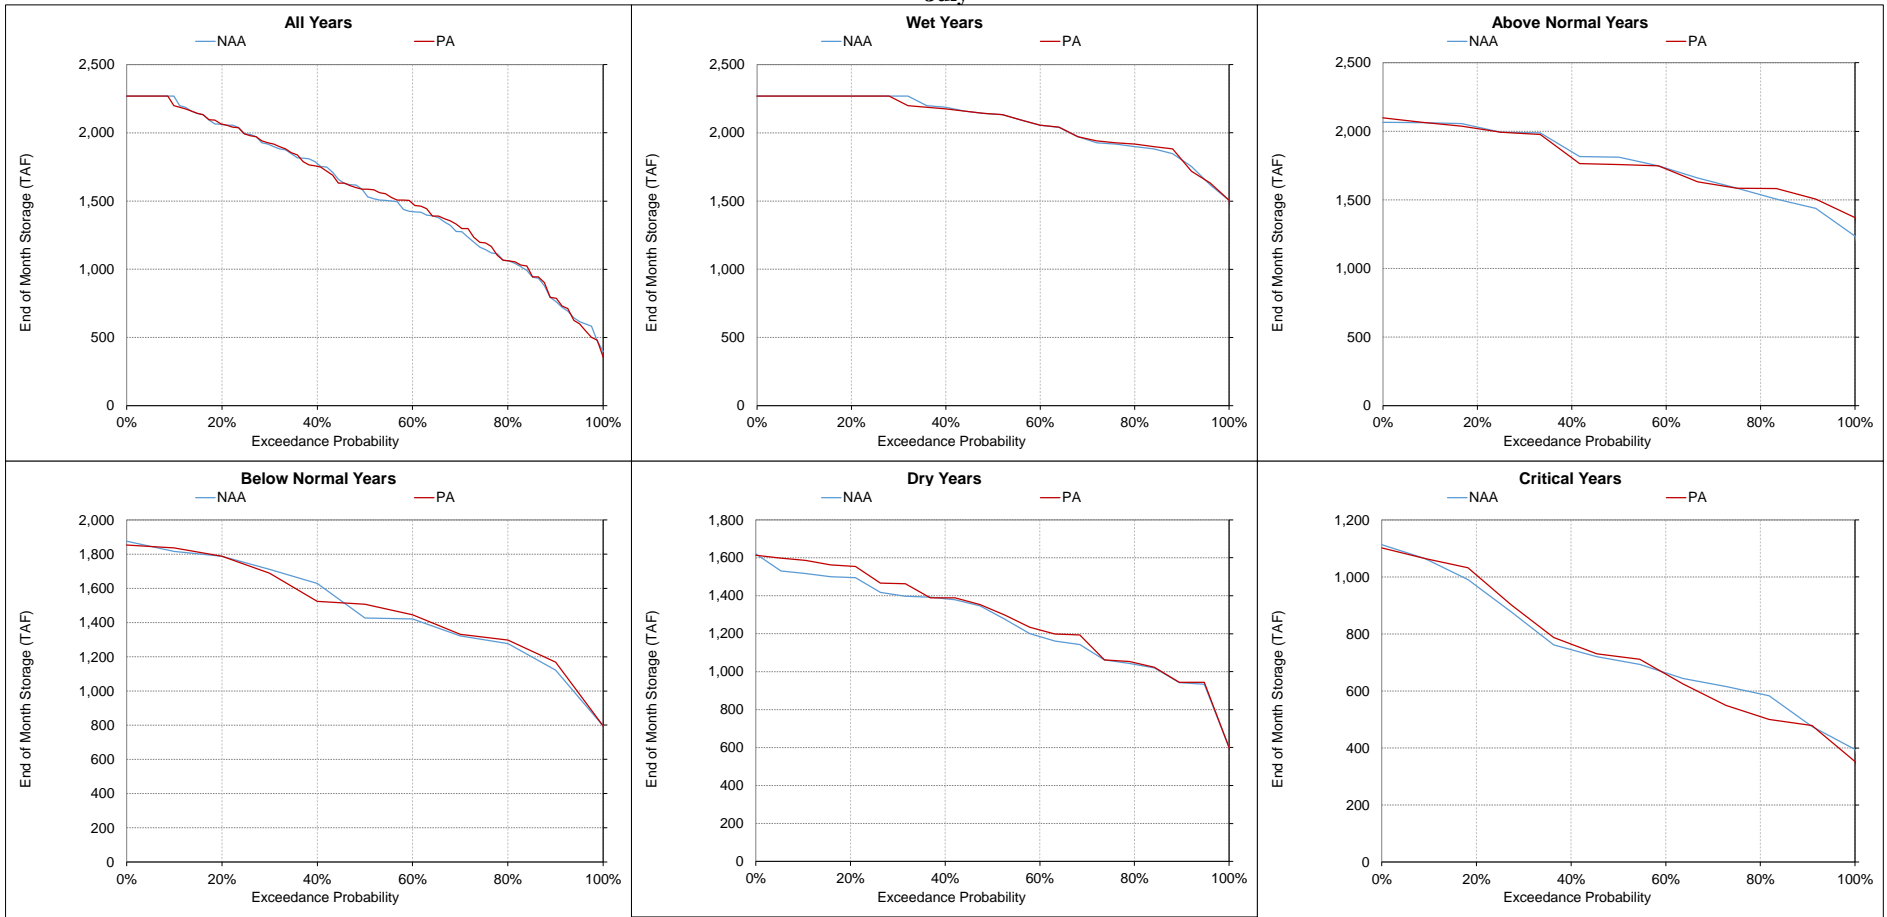 July
All Years
NAA PA
End of Month Storage (TAF)
2,500
2,000
1,500
1,000
500
0
0% 20% 40% 60% 80% 100%
Exceedance Probability
Wet Years
NAA PA
End of Month Storage (TAF)
2,500
2,000
1,500
1,000
500
0
0% 20% 40% 60% 80% 100%
Exceedance Probability
Above Normal Years
NAA PA
End of Month Storage (TAF)
2,500
2,000
1,500
1,000
500
0
0% 20% 40% 60% 80% 100%
Exceedance Probability
Below Normal Years
NAA PA
End of Month Storage (TAF)
2,000
1,800
1,600
1,400
1,200
1,000
800
600
400
200
0
0% 20% 40% 60% 80% 100%
Exceedance Probability
Dry Years
NAA PA
End of Month Storage (TAF)
1,800
1,600
1,400
1,200
1,000
800
600
400
200
0
0% 20% 40% 60% 80% 100%
Exceedance Probability
Critical Years
NAA PA
End of Month Storage (TAF)
1,200
1,000
800
600
400
200
0
0% 20% 40% 60% 80% 100%
Exceedance Probability